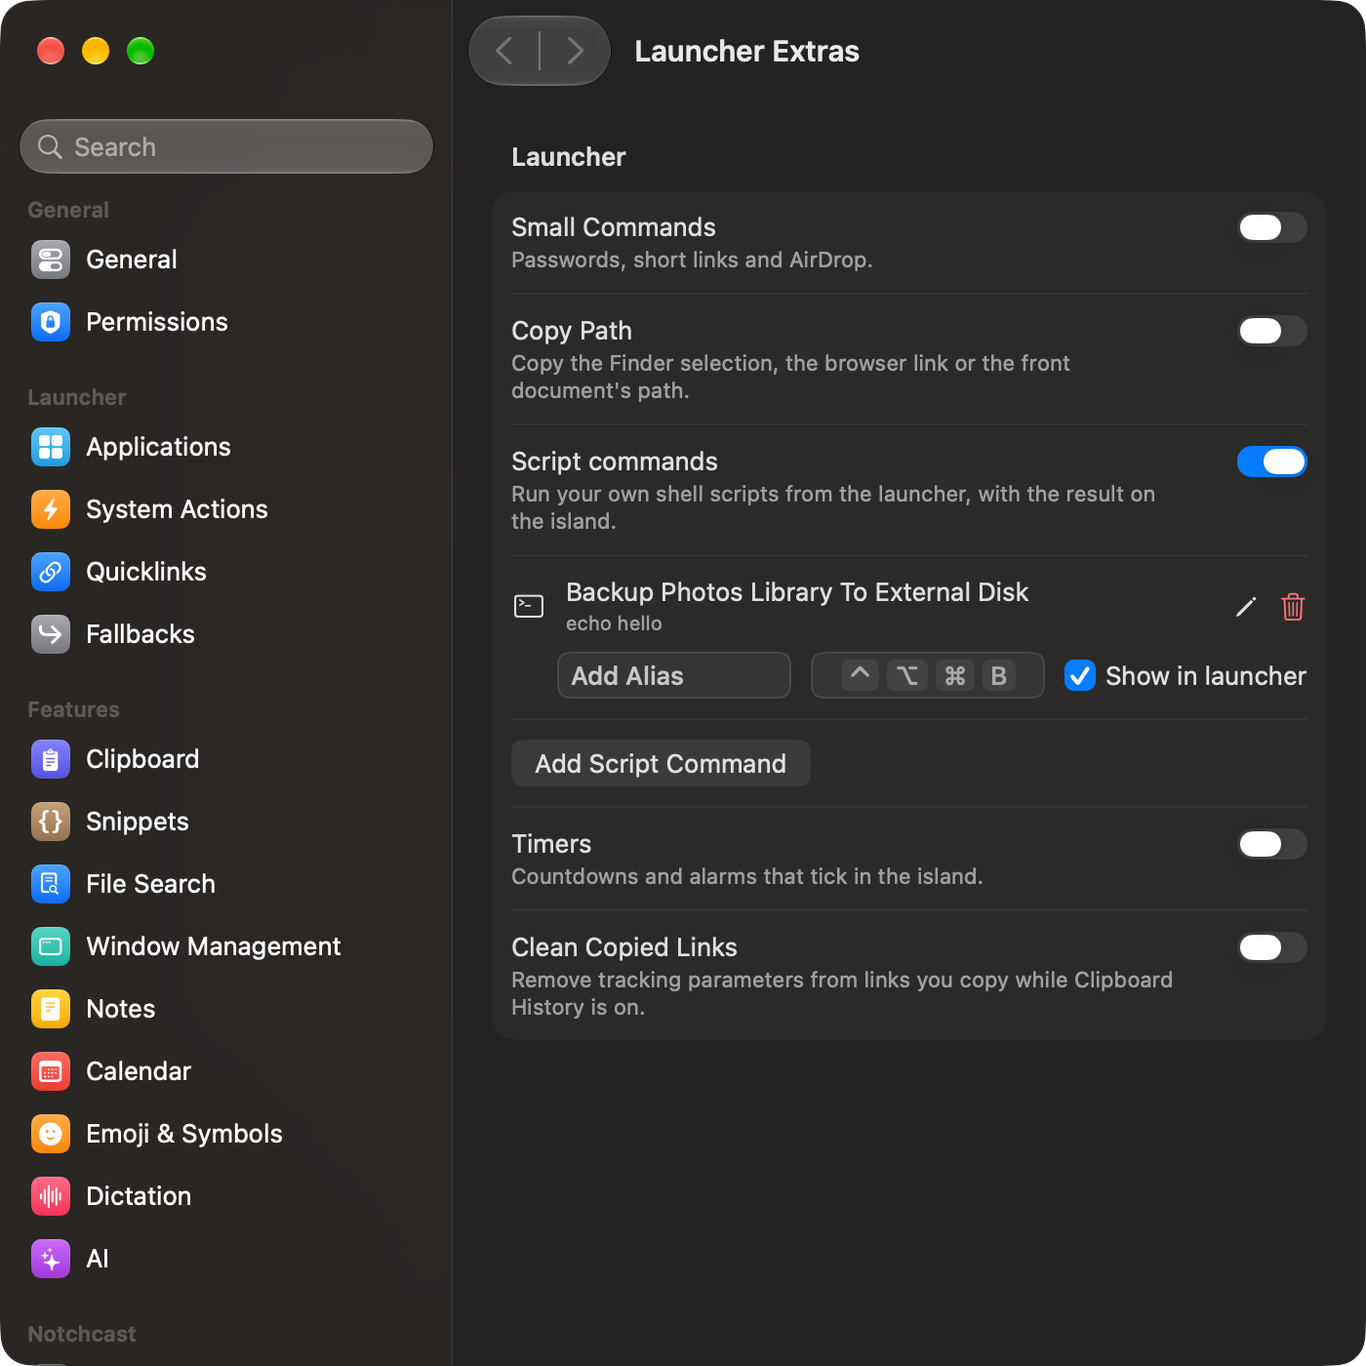 Launcher Extras
Search
General
General
Permissions
Launcher
Applications
System Actions
Quicklinks
Fallbacks
Features
Clipboard
Snippets
File Search
Window Management
Notes
Calendar
Emoji & Symbols
Dictation
AI
Notchcast
Launcher
Small Commands
Passwords, short links and AirDrop.
Copy Path
Copy the Finder selection, the browser link or the front
document's path.
Script commands
Run your own shell scripts from the launcher, with the result on
the island.
Backup Photos Library To External Disk
echo hello
Add Alias
⌃ ⌥ ⌘ B
Show in launcher
Add Script Command
Timers
Countdowns and alarms that tick in the island.
Clean Copied Links
Remove tracking parameters from links you copy while Clipboard
History is on.